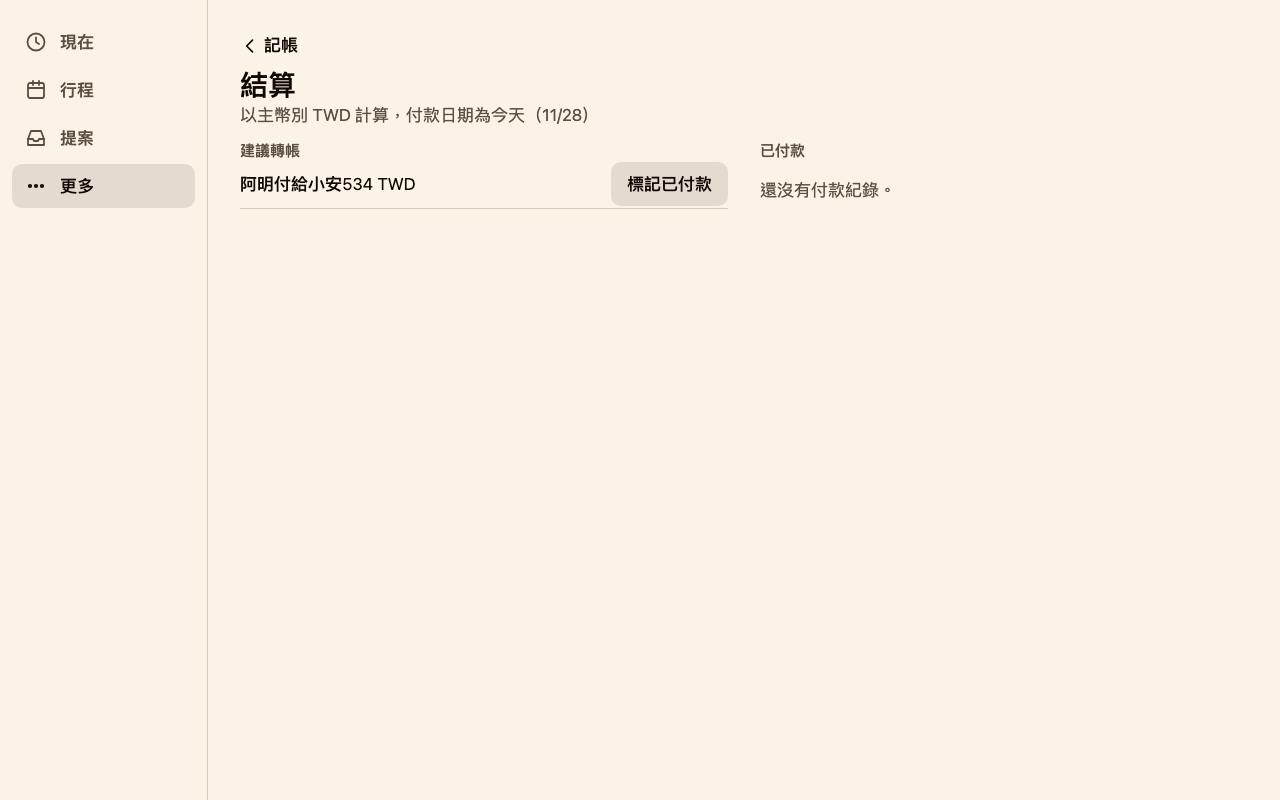 現在
行程
提案
更多
記帳
結算
以主幣別 TWD 計算，付款日期為今天（11/28）
建議轉帳
阿明付給小安534 TWD
標記已付款
已付款
還沒有付款紀錄。